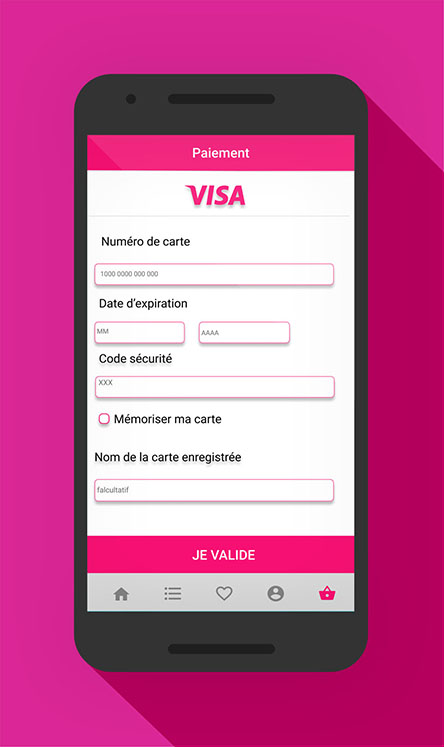 Paiement
VISA
Numéro de carte
1000 0000 000 000
Date d'expiration
MM AAAA
Code sécurité
XXX
Mémoriser ma carte
Nom de la carte enregistrée
falcultatif
JE VALIDE